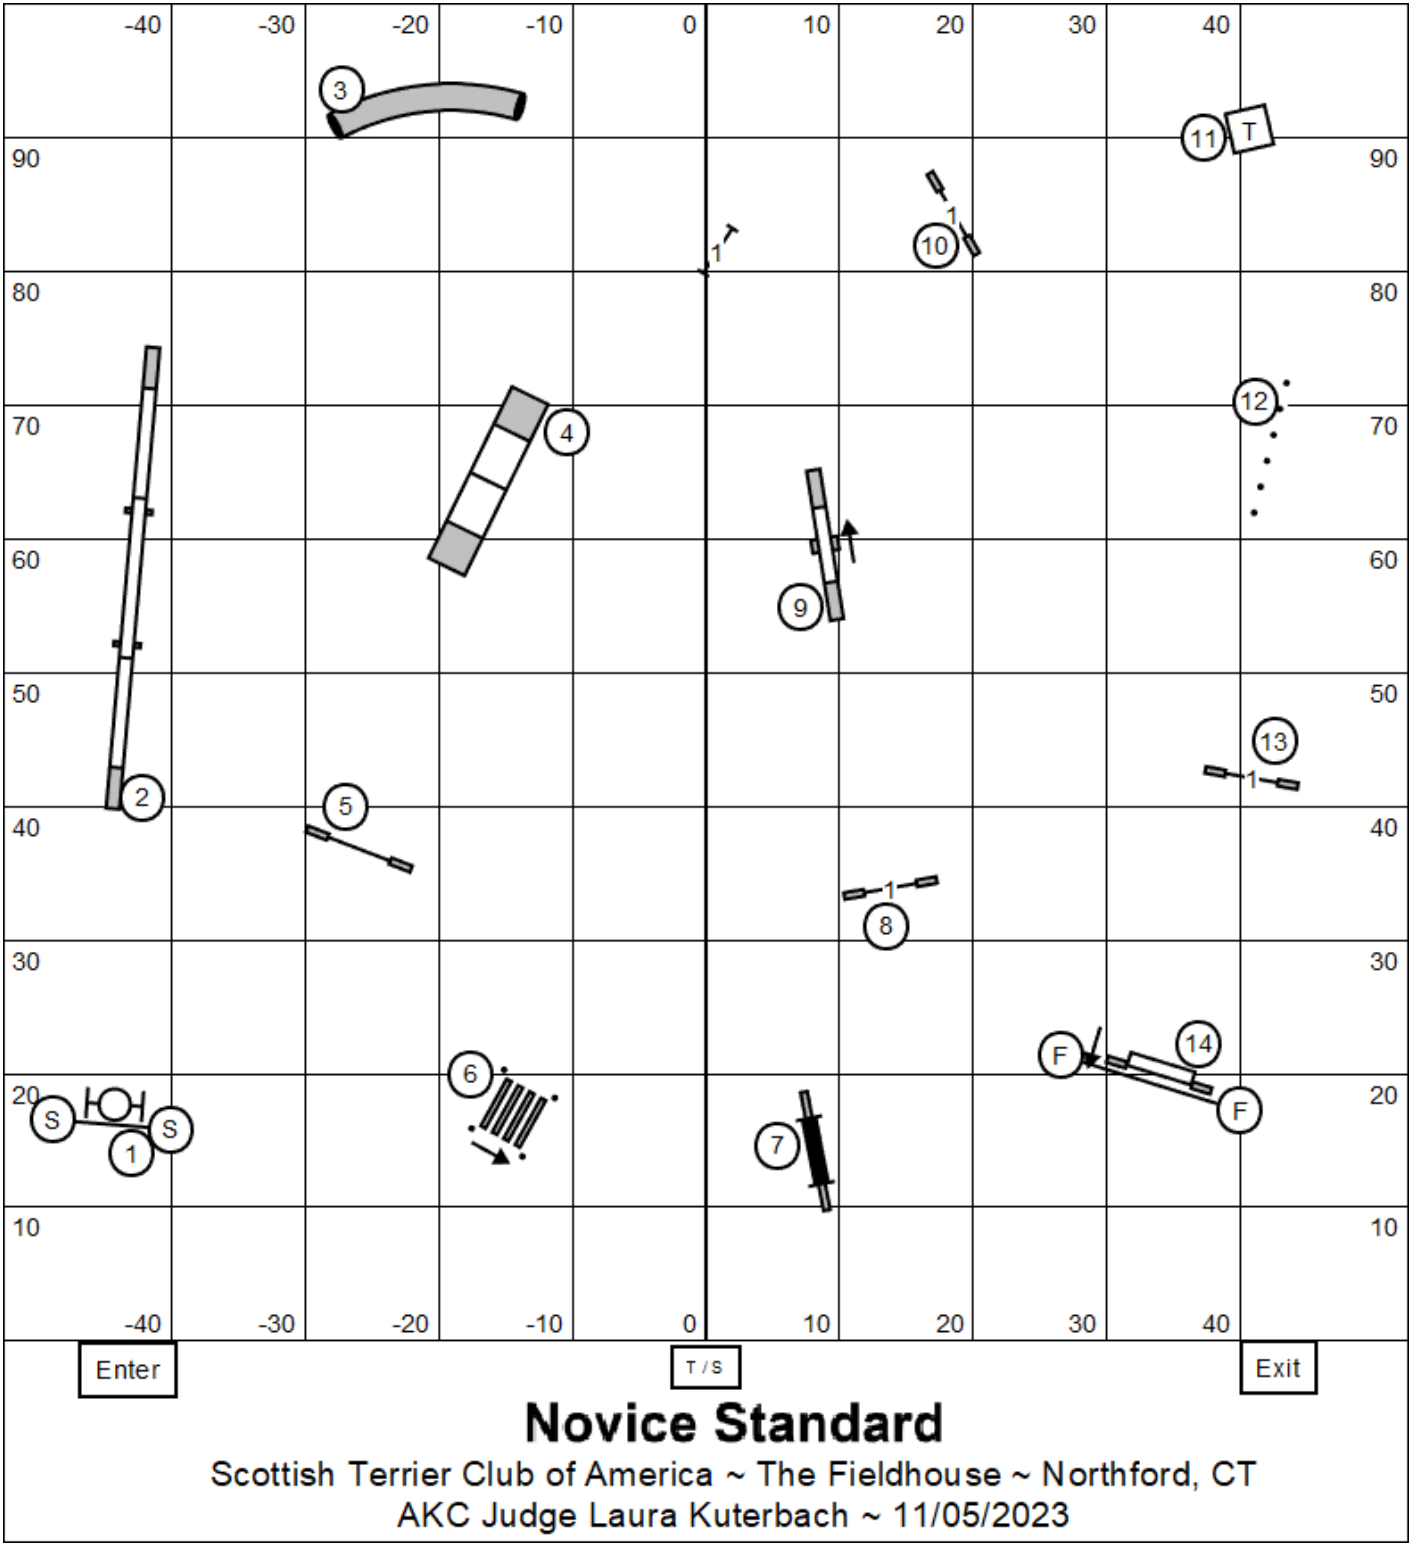 -40 -30 -20 -10 0 10 20 30 40
3
11 T
90 90
1
10
1
80 80
12
70 4 70
60 60
9
50 50
13
2 5 1
40 40
1
8
30 30
14
F
6
20 20
S S F
1 7
10 10
-40 -30 -20 -10 0 10 20 30 40
Enter T / S Exit
Novice Standard
Scottish Terrier Club of America ~ The Fieldhouse ~ Northford, CT
AKC Judge Laura Kuterbach ~ 11/05/2023